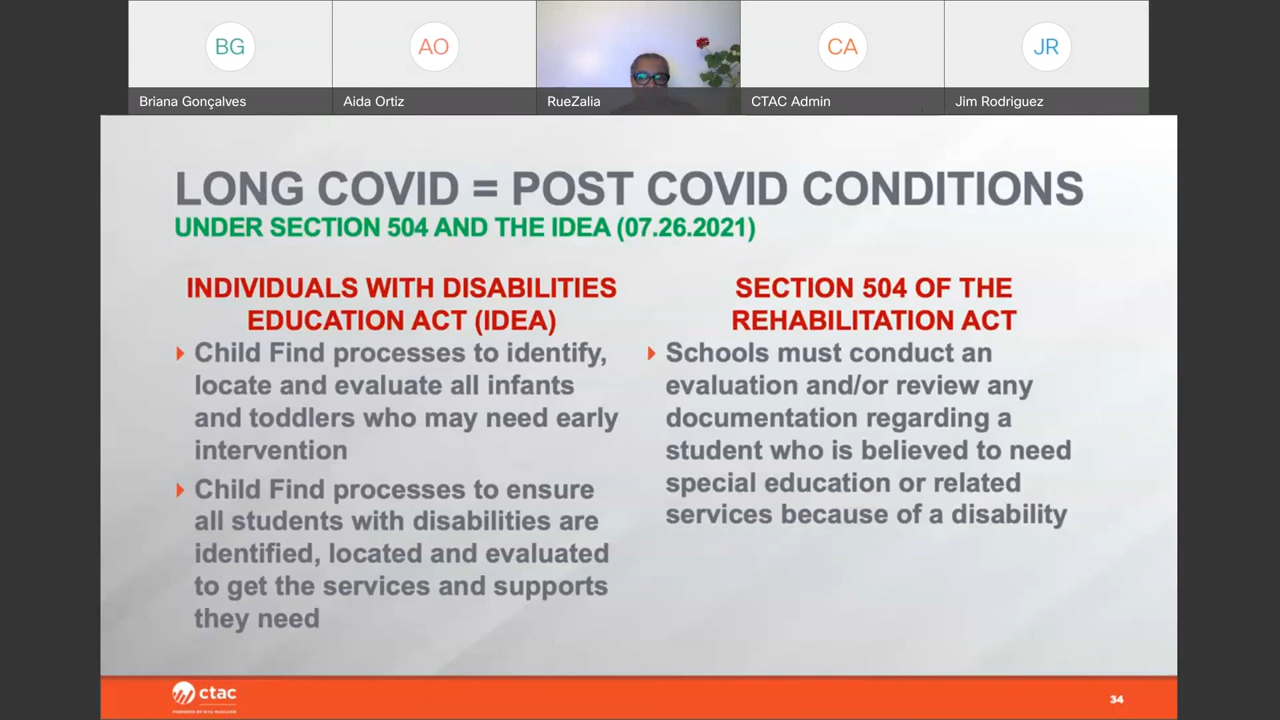 BG
AO
CA
JR
Briana Gonçalves
Aida Ortiz
RueZalia
CTAC Admin
Jim Rodriguez
LONG COVID = POST COVID CONDITIONS
UNDER SECTION 504 AND THE IDEA (07.26.2021)
INDIVIDUALS WITH DISABILITIES
EDUCATION ACT (IDEA)
Child Find processes to identify,
locate and evaluate all infants
and toddlers who may need early
intervention
Child Find processes to ensure
all students with disabilities are
identified, located and evaluated
to get the services and supports
they need
SECTION 504 OF THE
REHABILITATION ACT
Schools must conduct an
evaluation and/or review any
documentation regarding a
student who is believed to need
special education or related
services because of a disability
ctac
POWERED BY NYU MCSILVER
34